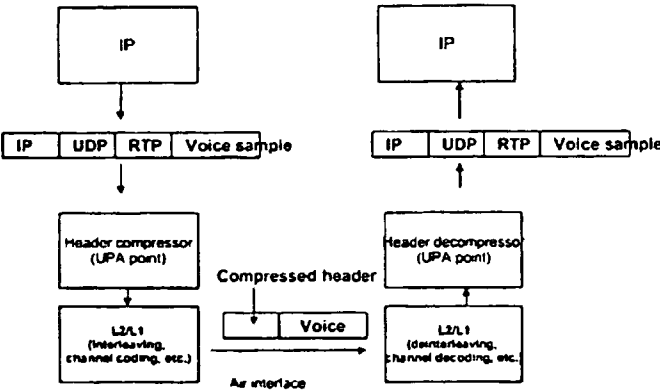 IP
IP
IP UDP RTP Voice sample
IP UDP RTP Voice sample
Header compressor
(UPA point)
Header decompressor
(UPA point)
Compressed header
Voice
L2/L1
(interleaving,
channel coding, etc.)
L2/L1
(deinterleaving,
channel decoding, etc.)
Air interface